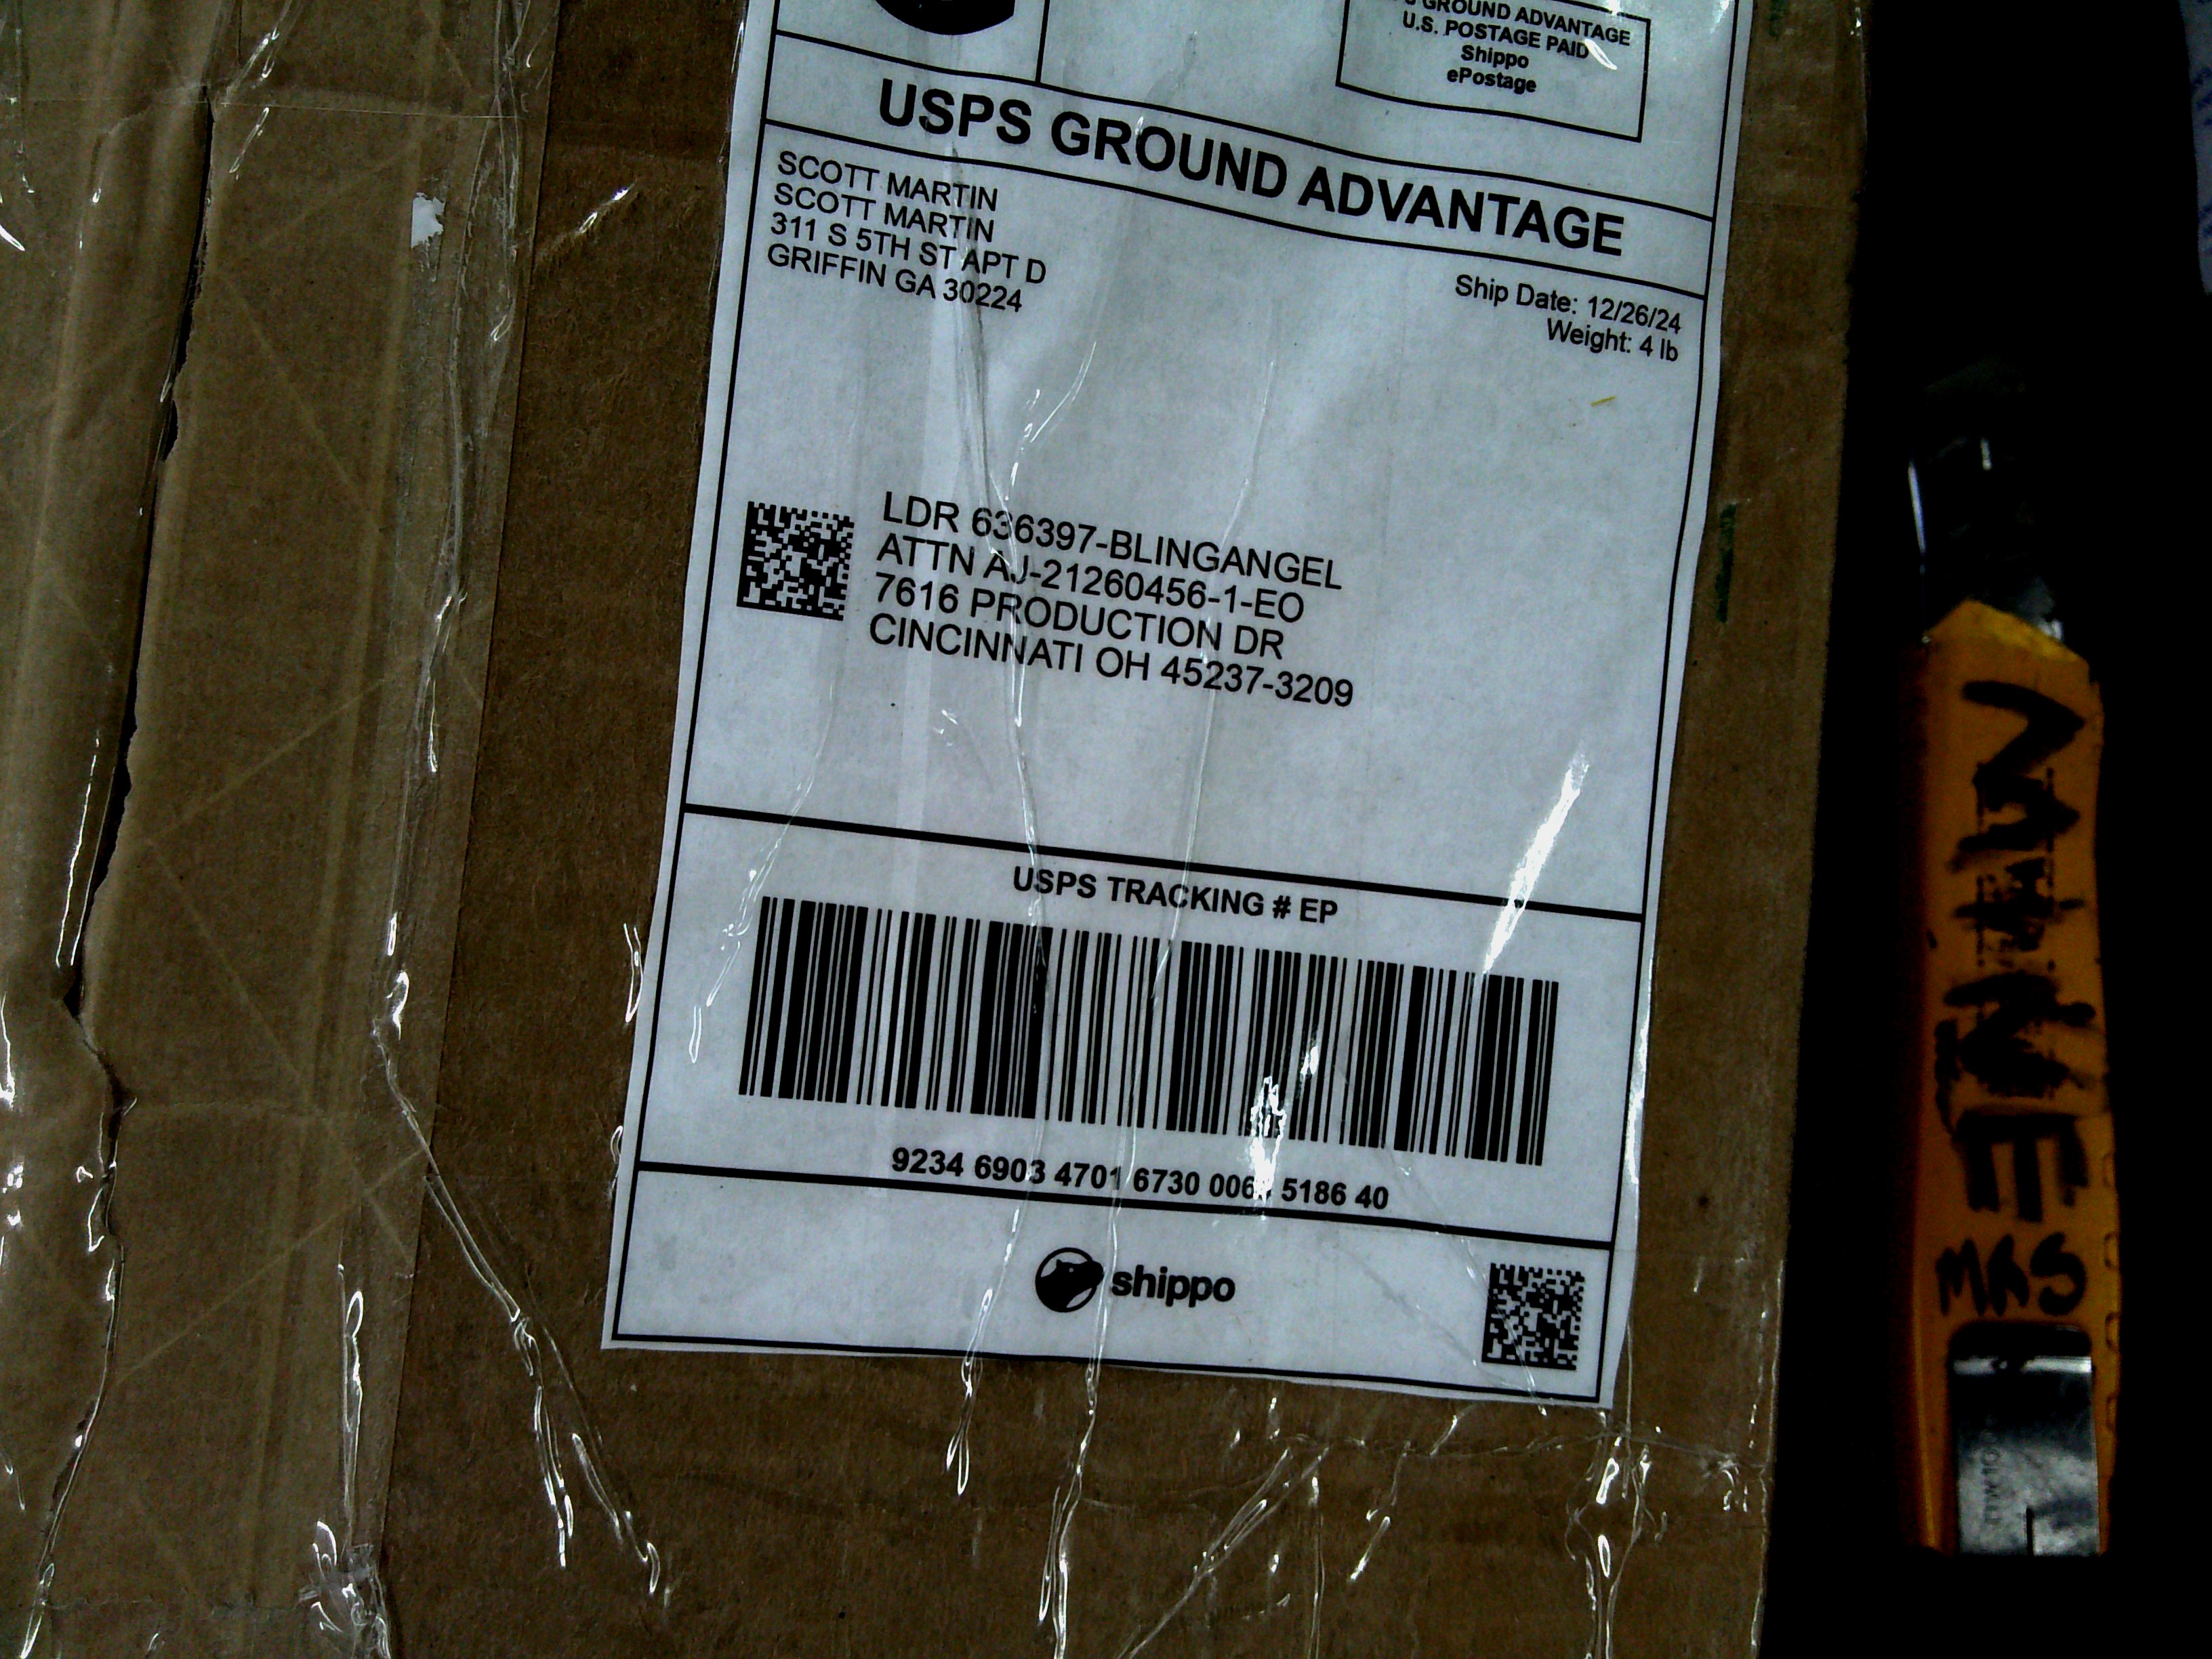 GROUND ADVANTAGE
U.S. POSTAGE PAID
Shippo
ePostage
USPS GROUND ADVANTAGE
SCOTT MARTIN
SCOTT MARTIN
311 S 5TH ST APT D
GRIFFIN GA 30224
Ship Date: 12/26/24
Weight: 4 lb
LDR 636397-BLINGANGEL
ATTN AJ-21260456-1-EO
7616 PRODUCTION DR
CINCINNATI OH 45237-3209
USPS TRACKING # EP
9234 6903 4701 6730 5186 40
shippo
MAS